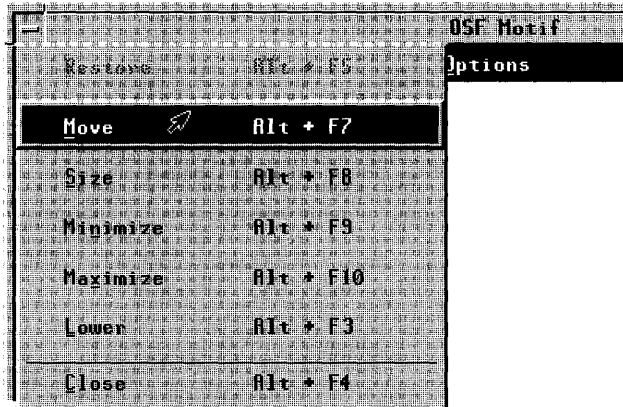 OSF Motif
Restore Alt + F5
Options
Move Alt + F7
Size Alt + F8
Minimize Alt + F9
Maximize Alt + F10
Lower Alt + F3
Close Alt + F4